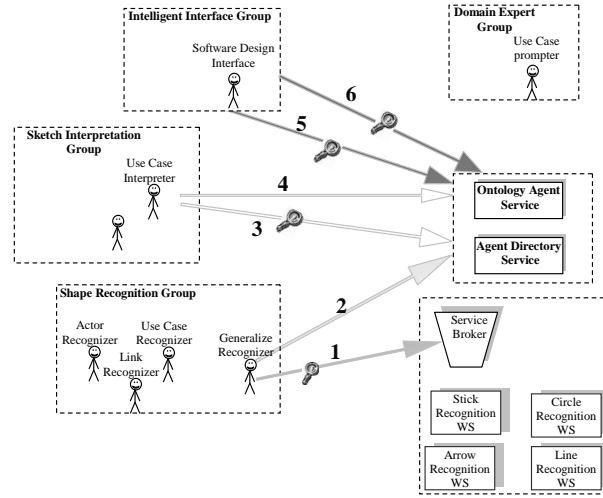 Intelligent Interface Group
Software Design
Interface
Domain Expert
Group
Use Case
prompter
6
5
Sketch Interpretation
Group
Use Case
Interpreter
4
3
Ontology Agent
Service
Agent Directory
Service
Shape Recognition Group
Actor
Recognizer
Use Case
Recognizer
Link
Recognizer
Generalize
Recognizer
2
1
Service
Broker
Stick
Recognition
WS
Circle
Recognition
WS
Arrow
Recognition
WS
Line
Recognition
WS